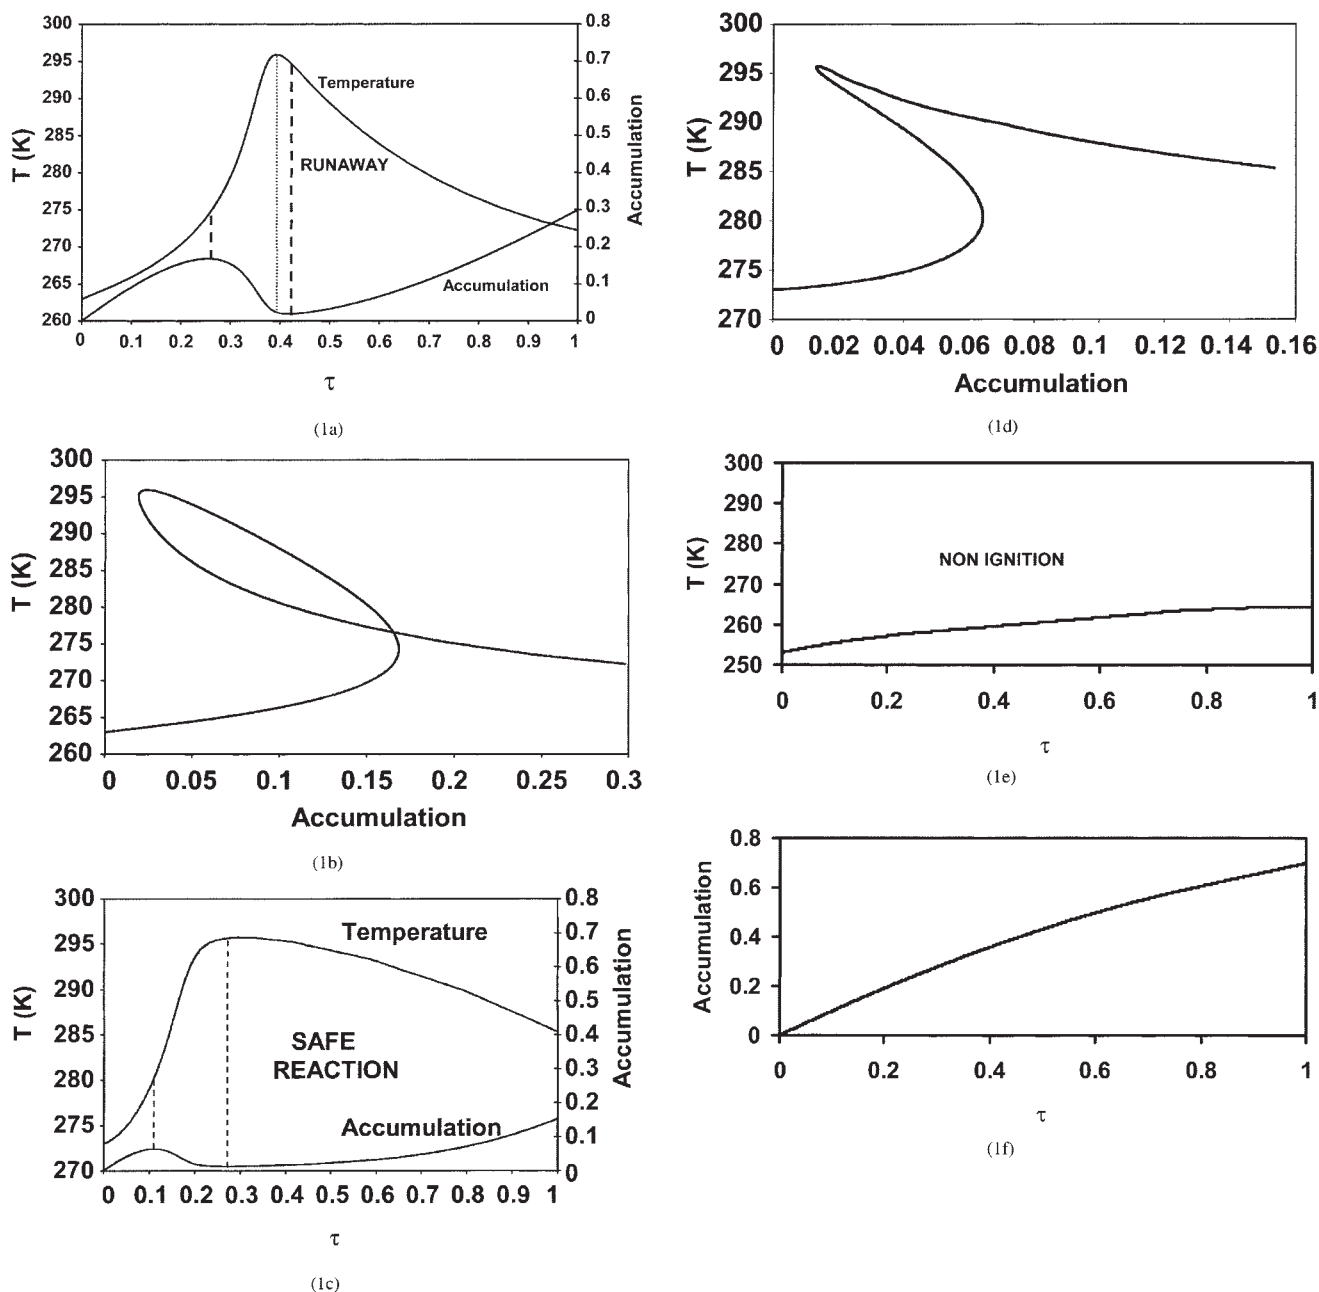 300
295
290
285
280
275
270
265
260
T (K)
0.8
0.7
0.6
0.5
0.4
0.3
0.2
0.1
0
Accumulation
Temperature
RUNAWAY
Accumulation
0 0.1 0.2 0.3 0.4 0.5 0.6 0.7 0.8 0.9 1
τ
(1a)
300
295
290
285
280
275
270
265
260
T (K)
0 0.05 0.1 0.15 0.2 0.25 0.3
Accumulation
(1b)
300
295
290
285
280
275
270
T (K)
0.8
0.7
0.6
0.5
0.4
0.3
0.2
0.1
0
Accumulation
Temperature
SAFE
REACTION
Accumulation
0 0.1 0.2 0.3 0.4 0.5 0.6 0.7 0.8 0.9 1
τ
(1c)
300
295
290
285
280
275
270
T (K)
0 0.02 0.04 0.06 0.08 0.1 0.12 0.14 0.16
Accumulation
(1d)
300
290
280
270
260
250
T (K)
NON IGNITION
0 0.2 0.4 0.6 0.8 1
τ
(1e)
0.8
0.6
0.4
0.2
0
Accumulation
0 0.2 0.4 0.6 0.8 1
τ
(1f)